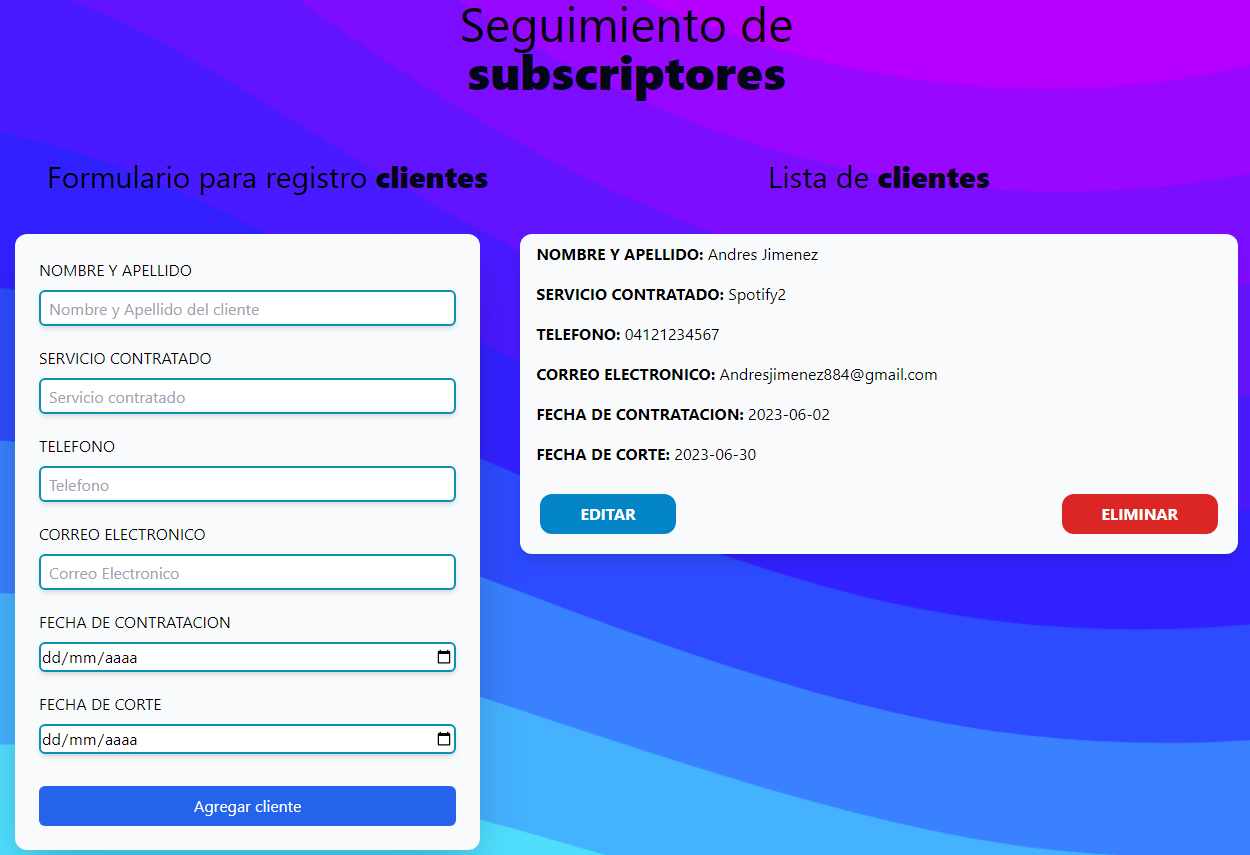 Seguimiento de
subscriptores
Formulario para registro clientes
NOMBRE Y APELLIDO
Nombre y Apellido del cliente
SERVICIO CONTRATADO
Servicio contratado
TELEFONO
Telefono
CORREO ELECTRONICO
Correo Electronico
FECHA DE CONTRATACION
dd/mm/aaaa
FECHA DE CORTE
dd/mm/aaaa
Agregar cliente
Lista de clientes
NOMBRE Y APELLIDO: Andres Jimenez
SERVICIO CONTRATADO: Spotify2
TELEFONO: 04121234567
CORREO ELECTRONICO: Andresjimenez884@gmail.com
FECHA DE CONTRATACION: 2023-06-02
FECHA DE CORTE: 2023-06-30
EDITAR
ELIMINAR